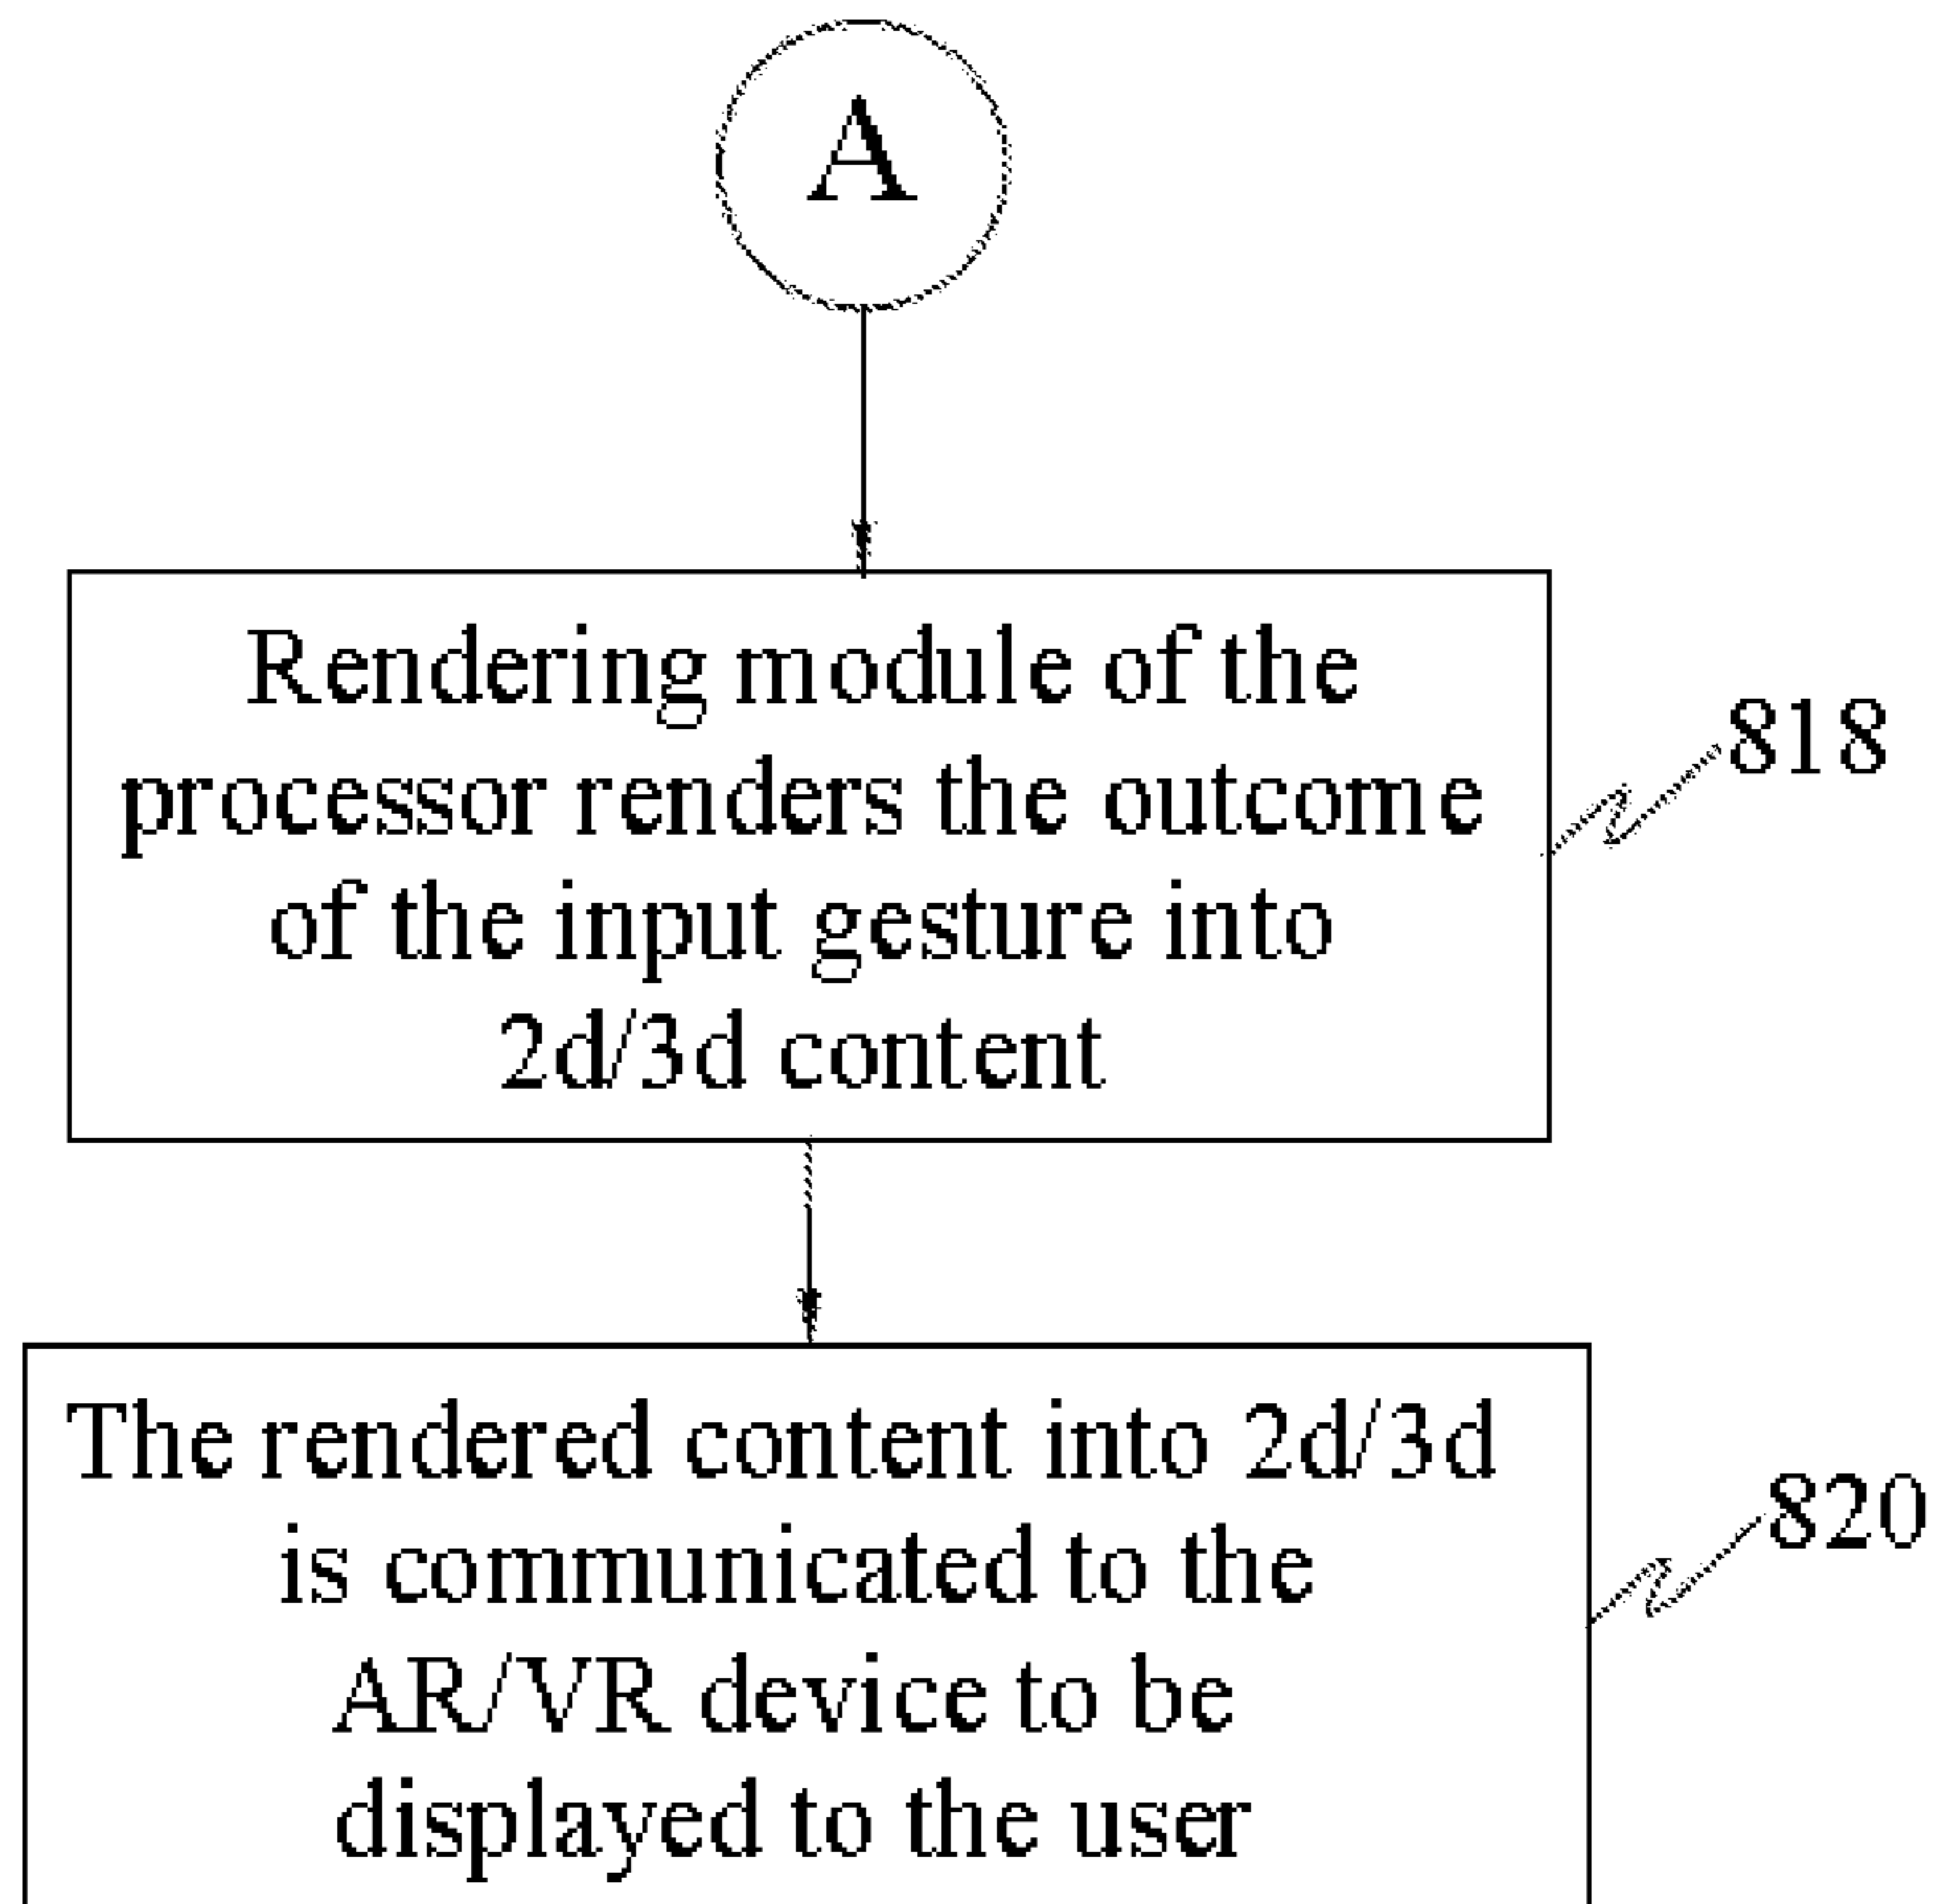 A
Rendering module of the
processor renders the outcome
of the input gesture into
2d/3d content
818
The rendered content into 2d/3d
is communicated to the
AR/VR device to be
displayed to the user
820